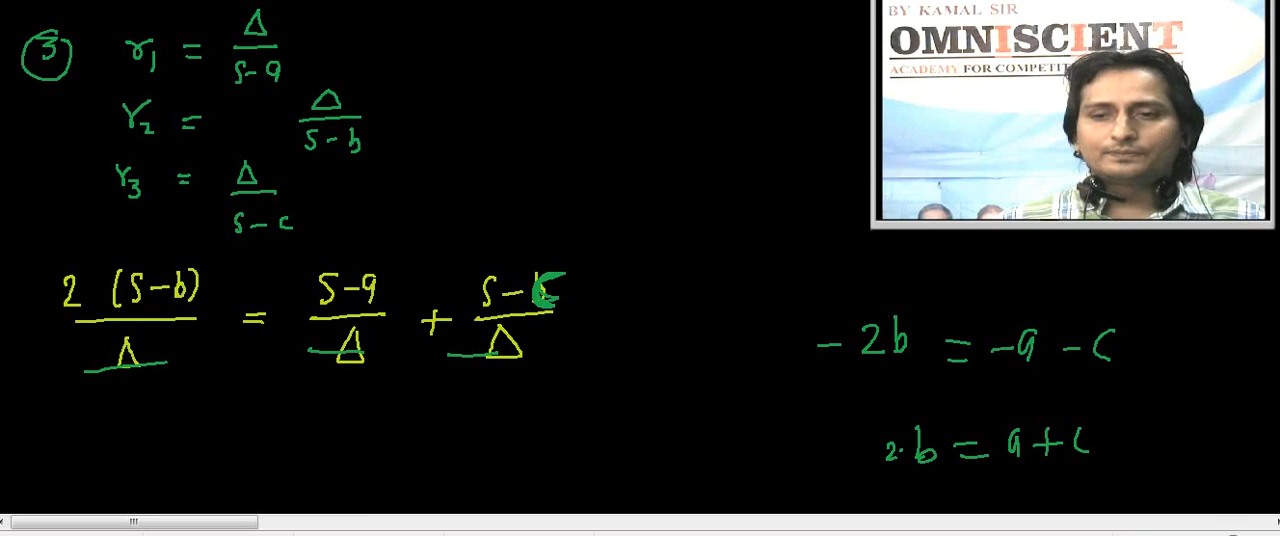 BY KAMAL SIR
OMNISCIENT
ACADEMY FOR COMPETIT
③ r₁ = Δ/(s-a)
r₂ = Δ/(s-b)
r₃ = Δ/(s-c)
2 (s-b)/Δ = (s-a)/Δ + (s-c)/Δ
-2b = -a-c
2b = a+c